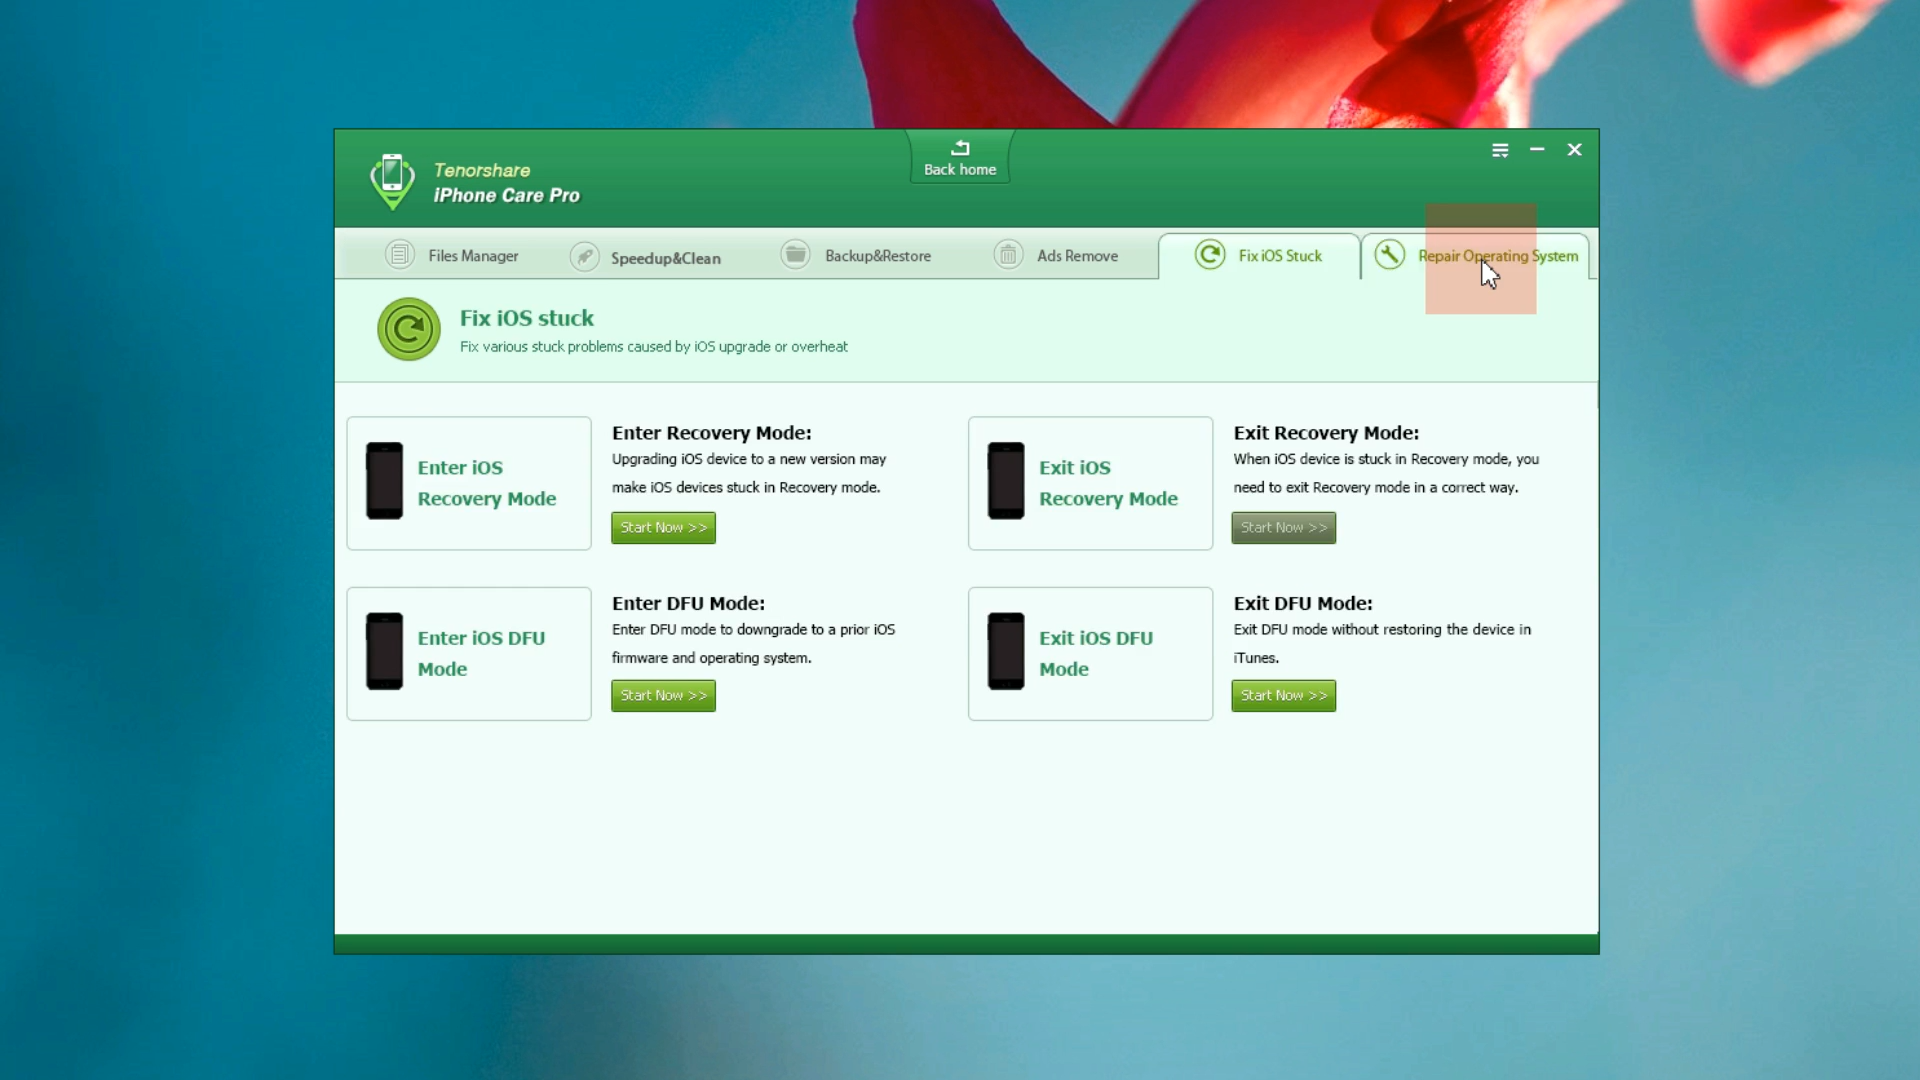 Back home
Tenorshare
iPhone Care Pro
Files Manager
Speedup&Clean
Backup&Restore
Ads Remove
Fix iOS Stuck
Repair Operating System
Fix iOS stuck
Fix various stuck problems caused by iOS upgrade or overheat
Enter iOS
Recovery Mode
Enter Recovery Mode:
Upgrading iOS device to a new version may
make iOS devices stuck in Recovery mode.
Start Now >>
Exit iOS
Recovery Mode
Exit Recovery Mode:
When iOS device is stuck in Recovery mode, you
need to exit Recovery mode in a correct way.
Start Now >>
Enter iOS DFU
Mode
Enter DFU Mode:
Enter DFU mode to downgrade to a prior iOS
firmware and operating system.
Start Now >>
Exit iOS DFU
Mode
Exit DFU Mode:
Exit DFU mode without restoring the device in
iTunes.
Start Now >>